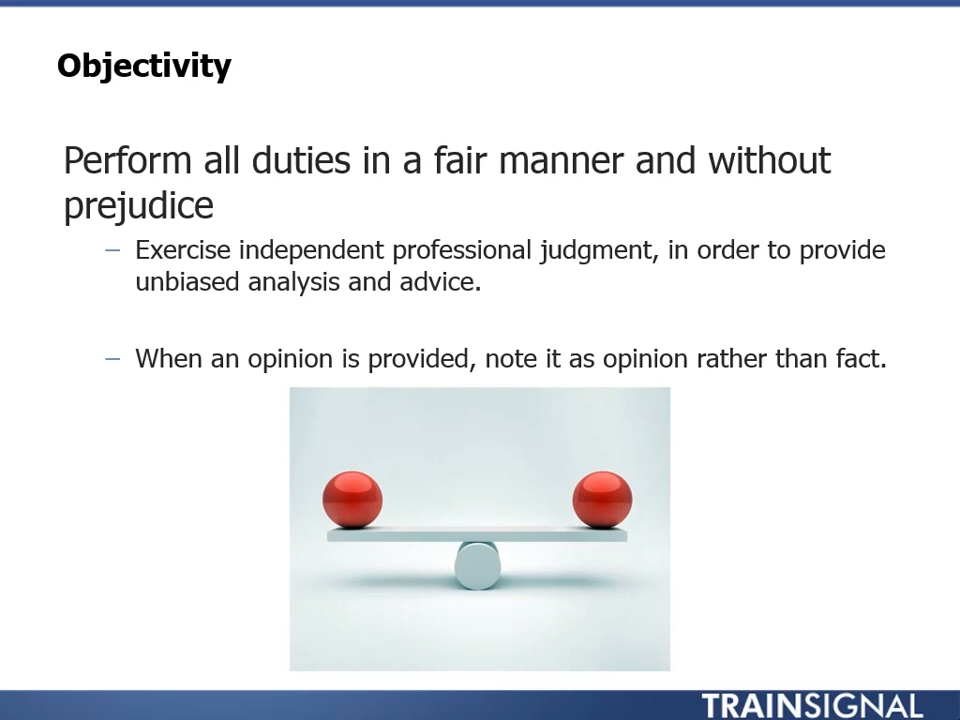 Objectivity
Perform all duties in a fair manner and without
prejudice
– Exercise independent professional judgment, in order to provide
unbiased analysis and advice.
– When an opinion is provided, note it as opinion rather than fact.
TRAINSIGNAL